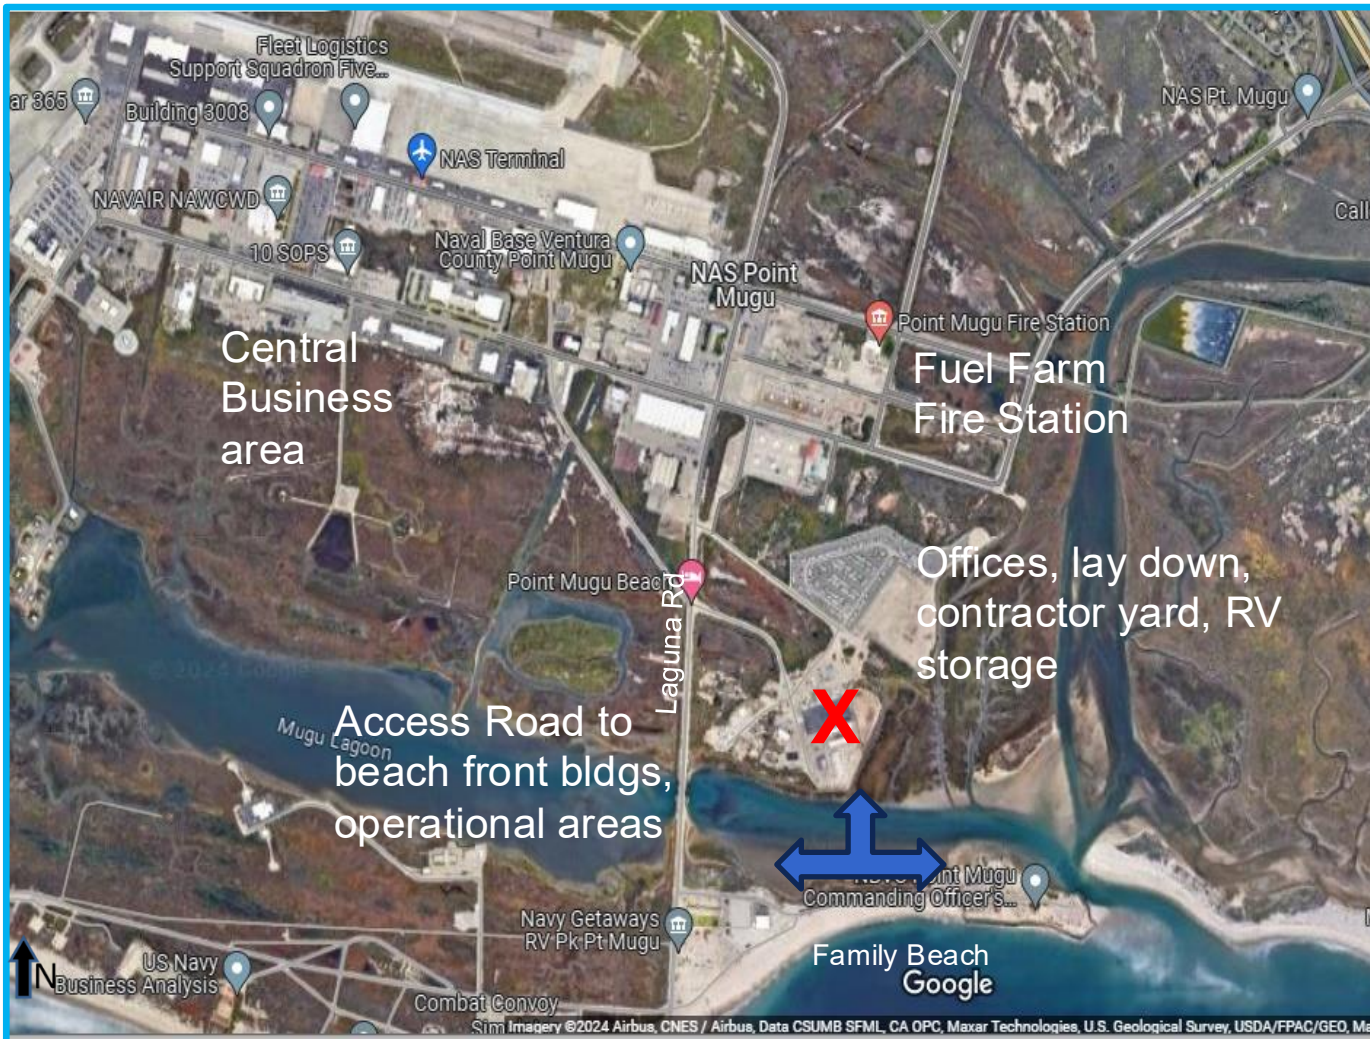 Fleet Logistics
Support Squadron Five...
ar 365
Building 3008
NAS Pt. Mugu
NAS Terminal
NAVAIR NAWCWD
Call
10 SOPS
Naval Base Ventura
County Point Mugu
NAS Point
Mugu
Point Mugu Fire Station
Central
Business
area
Fuel Farm
Fire Station
Offices, lay down,
contractor yard, RV
storage
Point Mugu Beach
Laguna Rd
X
Mugu Lagoon
Access Road to
beach front bldgs,
operational areas
Point Mugu
Commanding Officer's...
Navy Getaways
RV Pk Pt Mugu
Family Beach
Google
N
US Navy
Business Analysis
Combat Convoy
Sim
Imagery ©2024 Airbus, CNES / Airbus, Data CSUMB SFML, CA OPC, Maxar Technologies, U.S. Geological Survey, USDA/FPAC/GEO, Ma